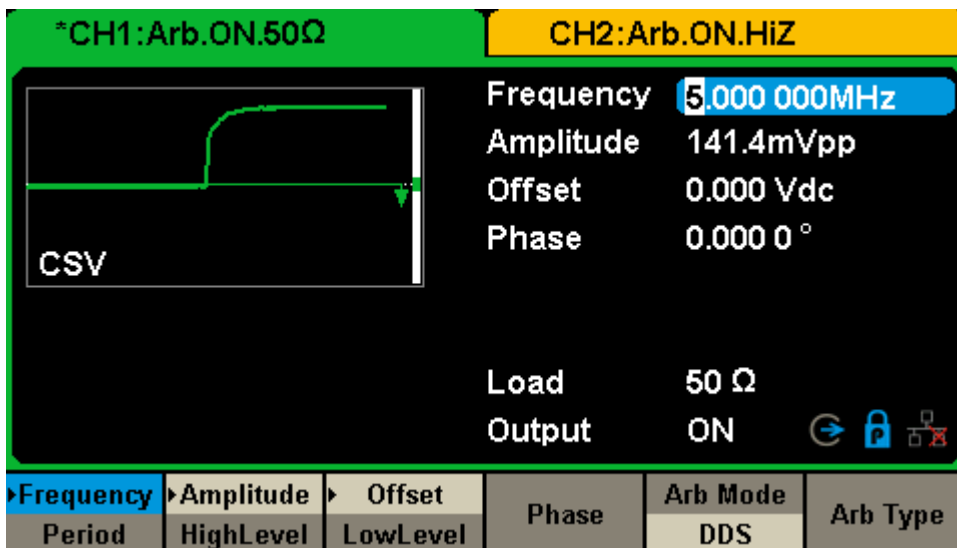 *CH1:Arb.ON.50Ω
CH2:Arb.ON.HiZ
CSV
Frequency 5.000 000MHz
Amplitude 141.4mVpp
Offset 0.000 Vdc
Phase 0.000 0 °
Load 50 Ω
Output ON
P
Frequency Amplitude Offset Phase Arb Mode Arb Type
Period HighLevel LowLevel DDS